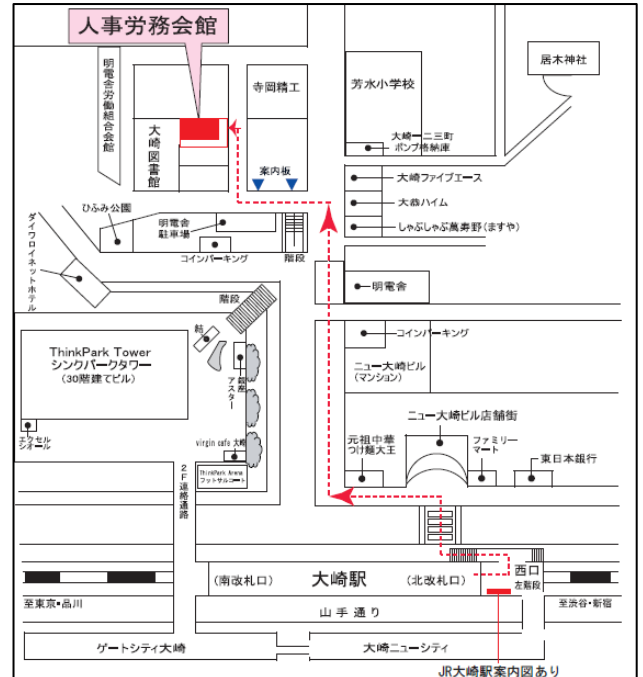 人事労務会館
明電舎労働組合会館
寺岡精工
芳水小学校
居木神社
大崎図書館
案内板
大崎一二三町
ポンプ格納庫
大崎ファイブエース
大恭ハイム
しゃぶしゃぶ萬寿野(ますや)
ひふみ公園
明電舎
駐車場
コインパーキング
階段
ダイワロイネットホテル
明電舎
階段
結
コインパーキング
ニュー大崎ビル
(マンション)
ThinkPark Tower
シンクパークタワー
(30階建てビル)
銀座
アスター
エクセル
シオール
virgin cafe 大崎
ThinkPark Arena
フットサルコート
2F連絡通路
ニュー大崎ビル店舗街
元祖中華
つけ麺大王
ファミリー
マート
東日本銀行
(南改札口)
大崎駅
(北改札口)
西口
左階段
至東京・品川
至渋谷・新宿
山手通り
ゲートシティ大崎
大崎ニューシティ
JR大崎駅案内図あり